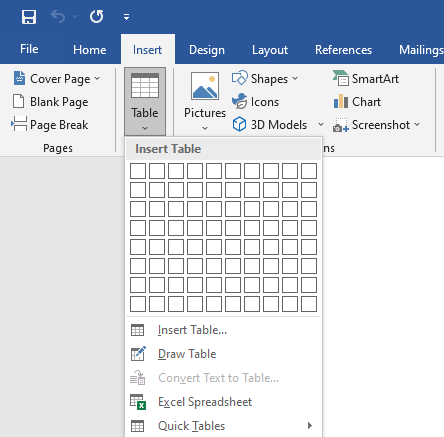 File Home Insert Design Layout References Mailings
Cover Page
Blank Page
Page Break
Pages
Table
Pictures
Shapes
Icons
3D Models
SmartArt
Chart
Screenshot
ns
Insert Table
Insert Table...
Draw Table
Convert Text to Table...
Excel Spreadsheet
Quick Tables